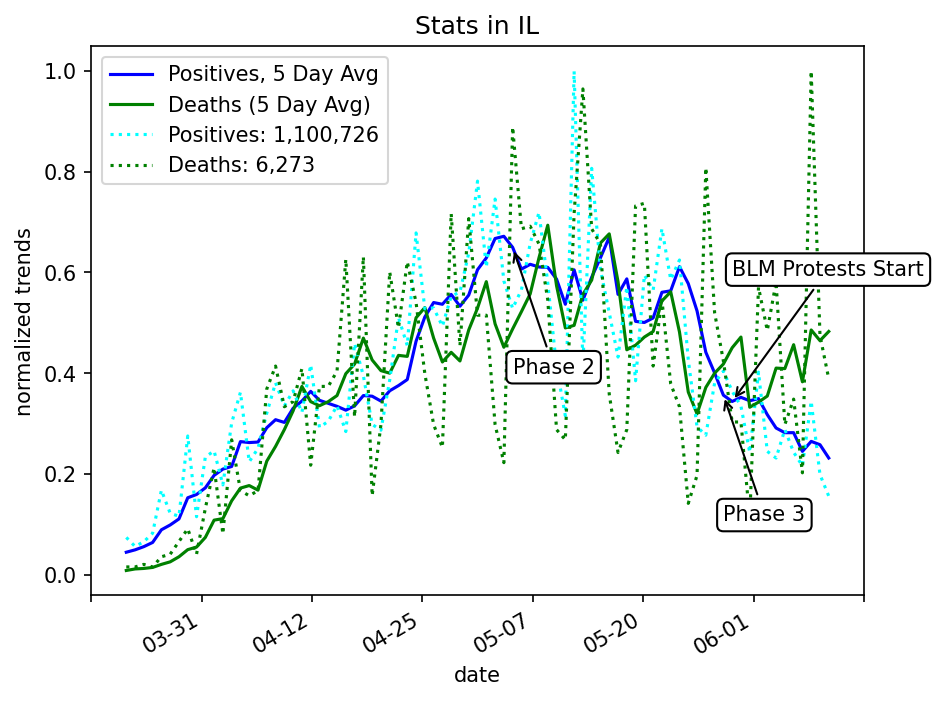 Stats in IL
1.0
0.8
0.6
0.4
0.2
0.0
normalized trends
Positives, 5 Day Avg
Deaths (5 Day Avg)
Positives: 1,100,726
Deaths: 6,273
BLM Protests Start
Phase 2
Phase 3
03-31
04-12
04-25
05-07
05-20
06-01
date